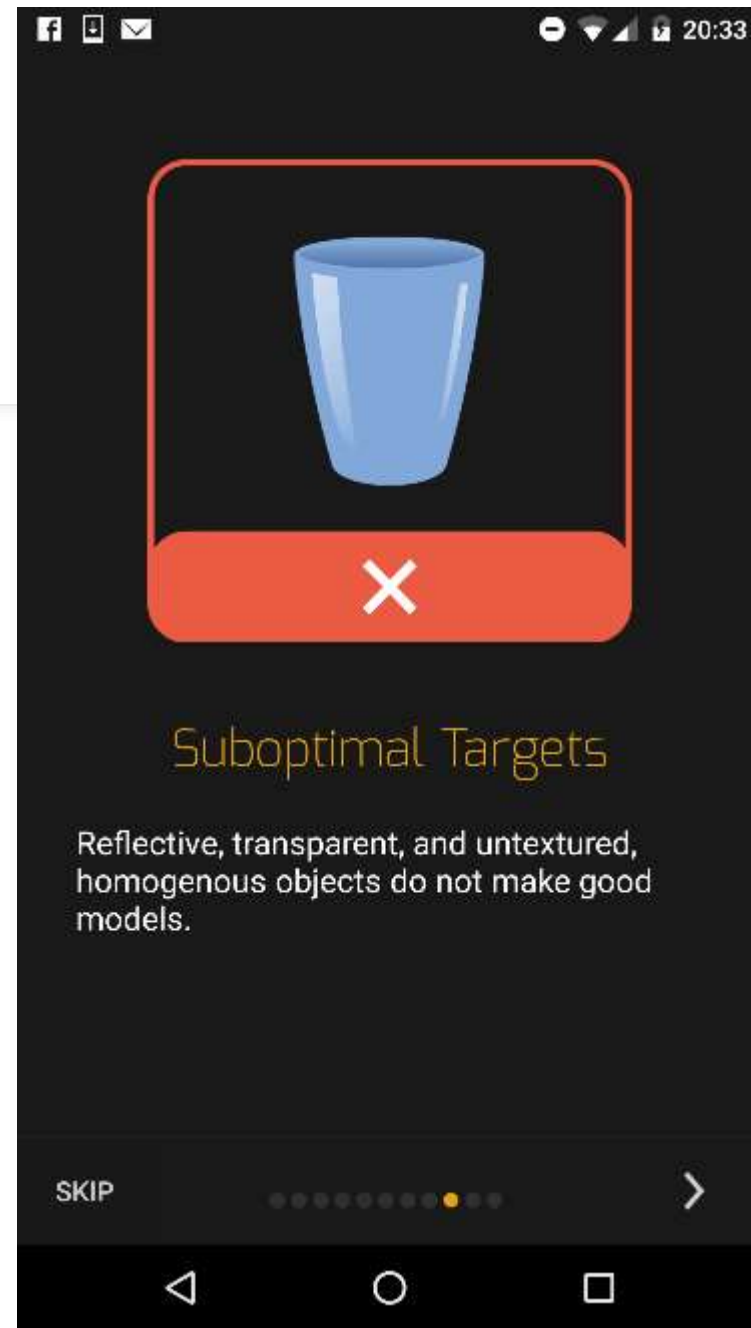 20:33
Suboptimal Targets
Reflective, transparent, and untextured,
homogenous objects do not make good
models.
SKIP